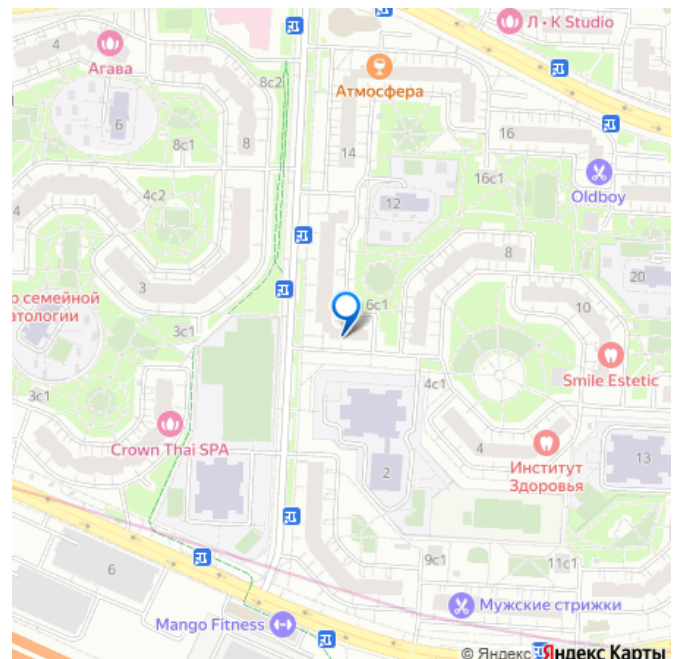 Л • К Studio
4
Агава
8с2
Атмосфера
6
16
8с1
8
14
16с1
Oldboy
4с2
12
4
8
3
20
р семейной
атологии
6с1
10
3с1
Smile Estetic
3с1
4с1
Crown Thai SPA
4
Институт
Здоровья
13
2
9с1
11с1
6
Мужские стрижки
Mango Fitness
© Яндекс Яндекс Карты